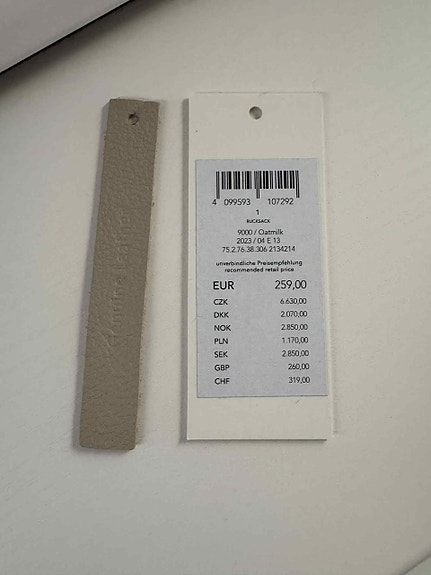 genuine leather
4 099593 107292
1
RUCKSACK
9000 / Oatmilk
2023 / 04 E 13
75.2.76.38.306 2134214
unverbindliche Preisempfehlung
recommended retail price
EUR 259,00
CZK 6.630,00
DKK 2.070,00
NOK 2.850,00
PLN 1.170,00
SEK 2.850,00
GBP 260,00
CHF 319,00